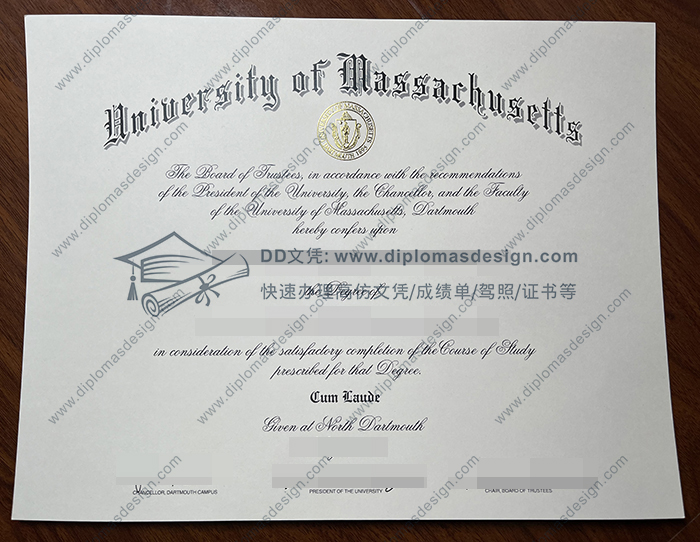 University of Massachusetts
The Board of Trustees, in accordance with the recommendations
of the President of the University, the Chancellor, and the Faculty
of the University of Massachusetts, Dartmouth
hereby confers upon
DD文凭: www.diplomasdesign.com
快速办理高仿文凭/成绩单/驾照/证书等
the Degree of
in consideration of the satisfactory completion of the Course of Study
prescribed for that Degree.
Cum Laude
Given at North Dartmouth
CHANCELLOR, DARTMOUTH CAMPUS
PRESIDENT OF THE UNIVERSITY
CHAIR, BOARD OF TRUSTEES
www.diplomasdesign.com